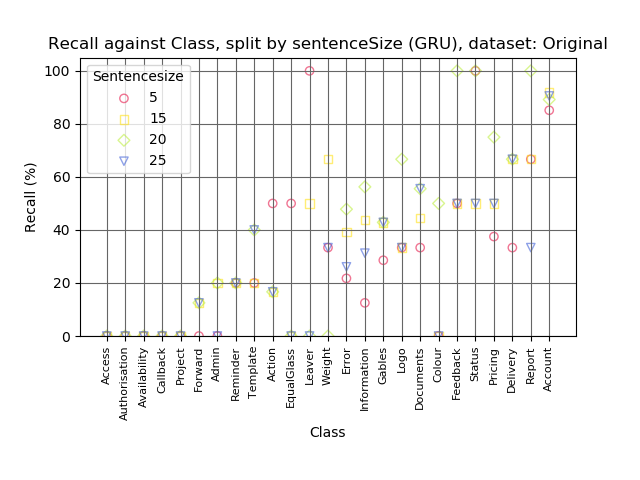 Recall against Class, split by sentenceSize (GRU), dataset: Original
Recall (%)
100
80
60
40
20
0
Sentencesize
5
15
20
25
Access
Authorisation
Availability
Callback
Project
Forward
Admin
Reminder
Template
Action
EqualGlass
Leaver
Weight
Error
Information
Gables
Logo
Documents
Colour
Feedback
Status
Pricing
Delivery
Report
Account
Class